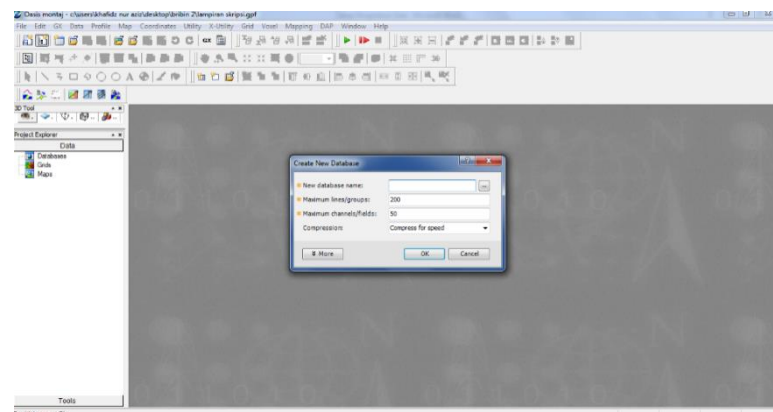 Oasis montaj - c:\users\khafidz nur aziz\desktop\bribin 2\lampiran skripsi.gpf
File Edit GX Data Profile Map Coordinates Utility X-Utility Grid Voxel Mapping DAP Window Help
3D Tool
Project Explorer
Data
Databases
Grids
Maps
Create New Database
New database name:
Maximum lines/groups: 200
Maximum channels/fields: 50
Compression: Compress for speed
More OK Cancel
Tools